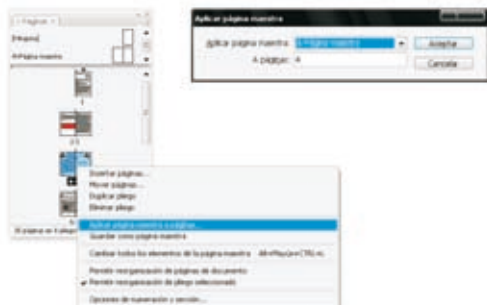 Páginas
[Ninguna]
A-Página maestra
1
2-3
Insertar páginas...
Mover páginas...
Duplicar pliego
Eliminar pliego
Aplicar página maestra a páginas...
Guardar como página maestra
Cambiar todos los elementos de la página maestra Alt+Mayús+CTRL+L
Permitir reorganización de páginas de documento
Permitir reorganización de pliego seleccionado
Opciones de numeración y sección...
Aplicar página maestra
Aplicar página maestra: A-Página maestra
A páginas: 4
Aceptar
Cancelar